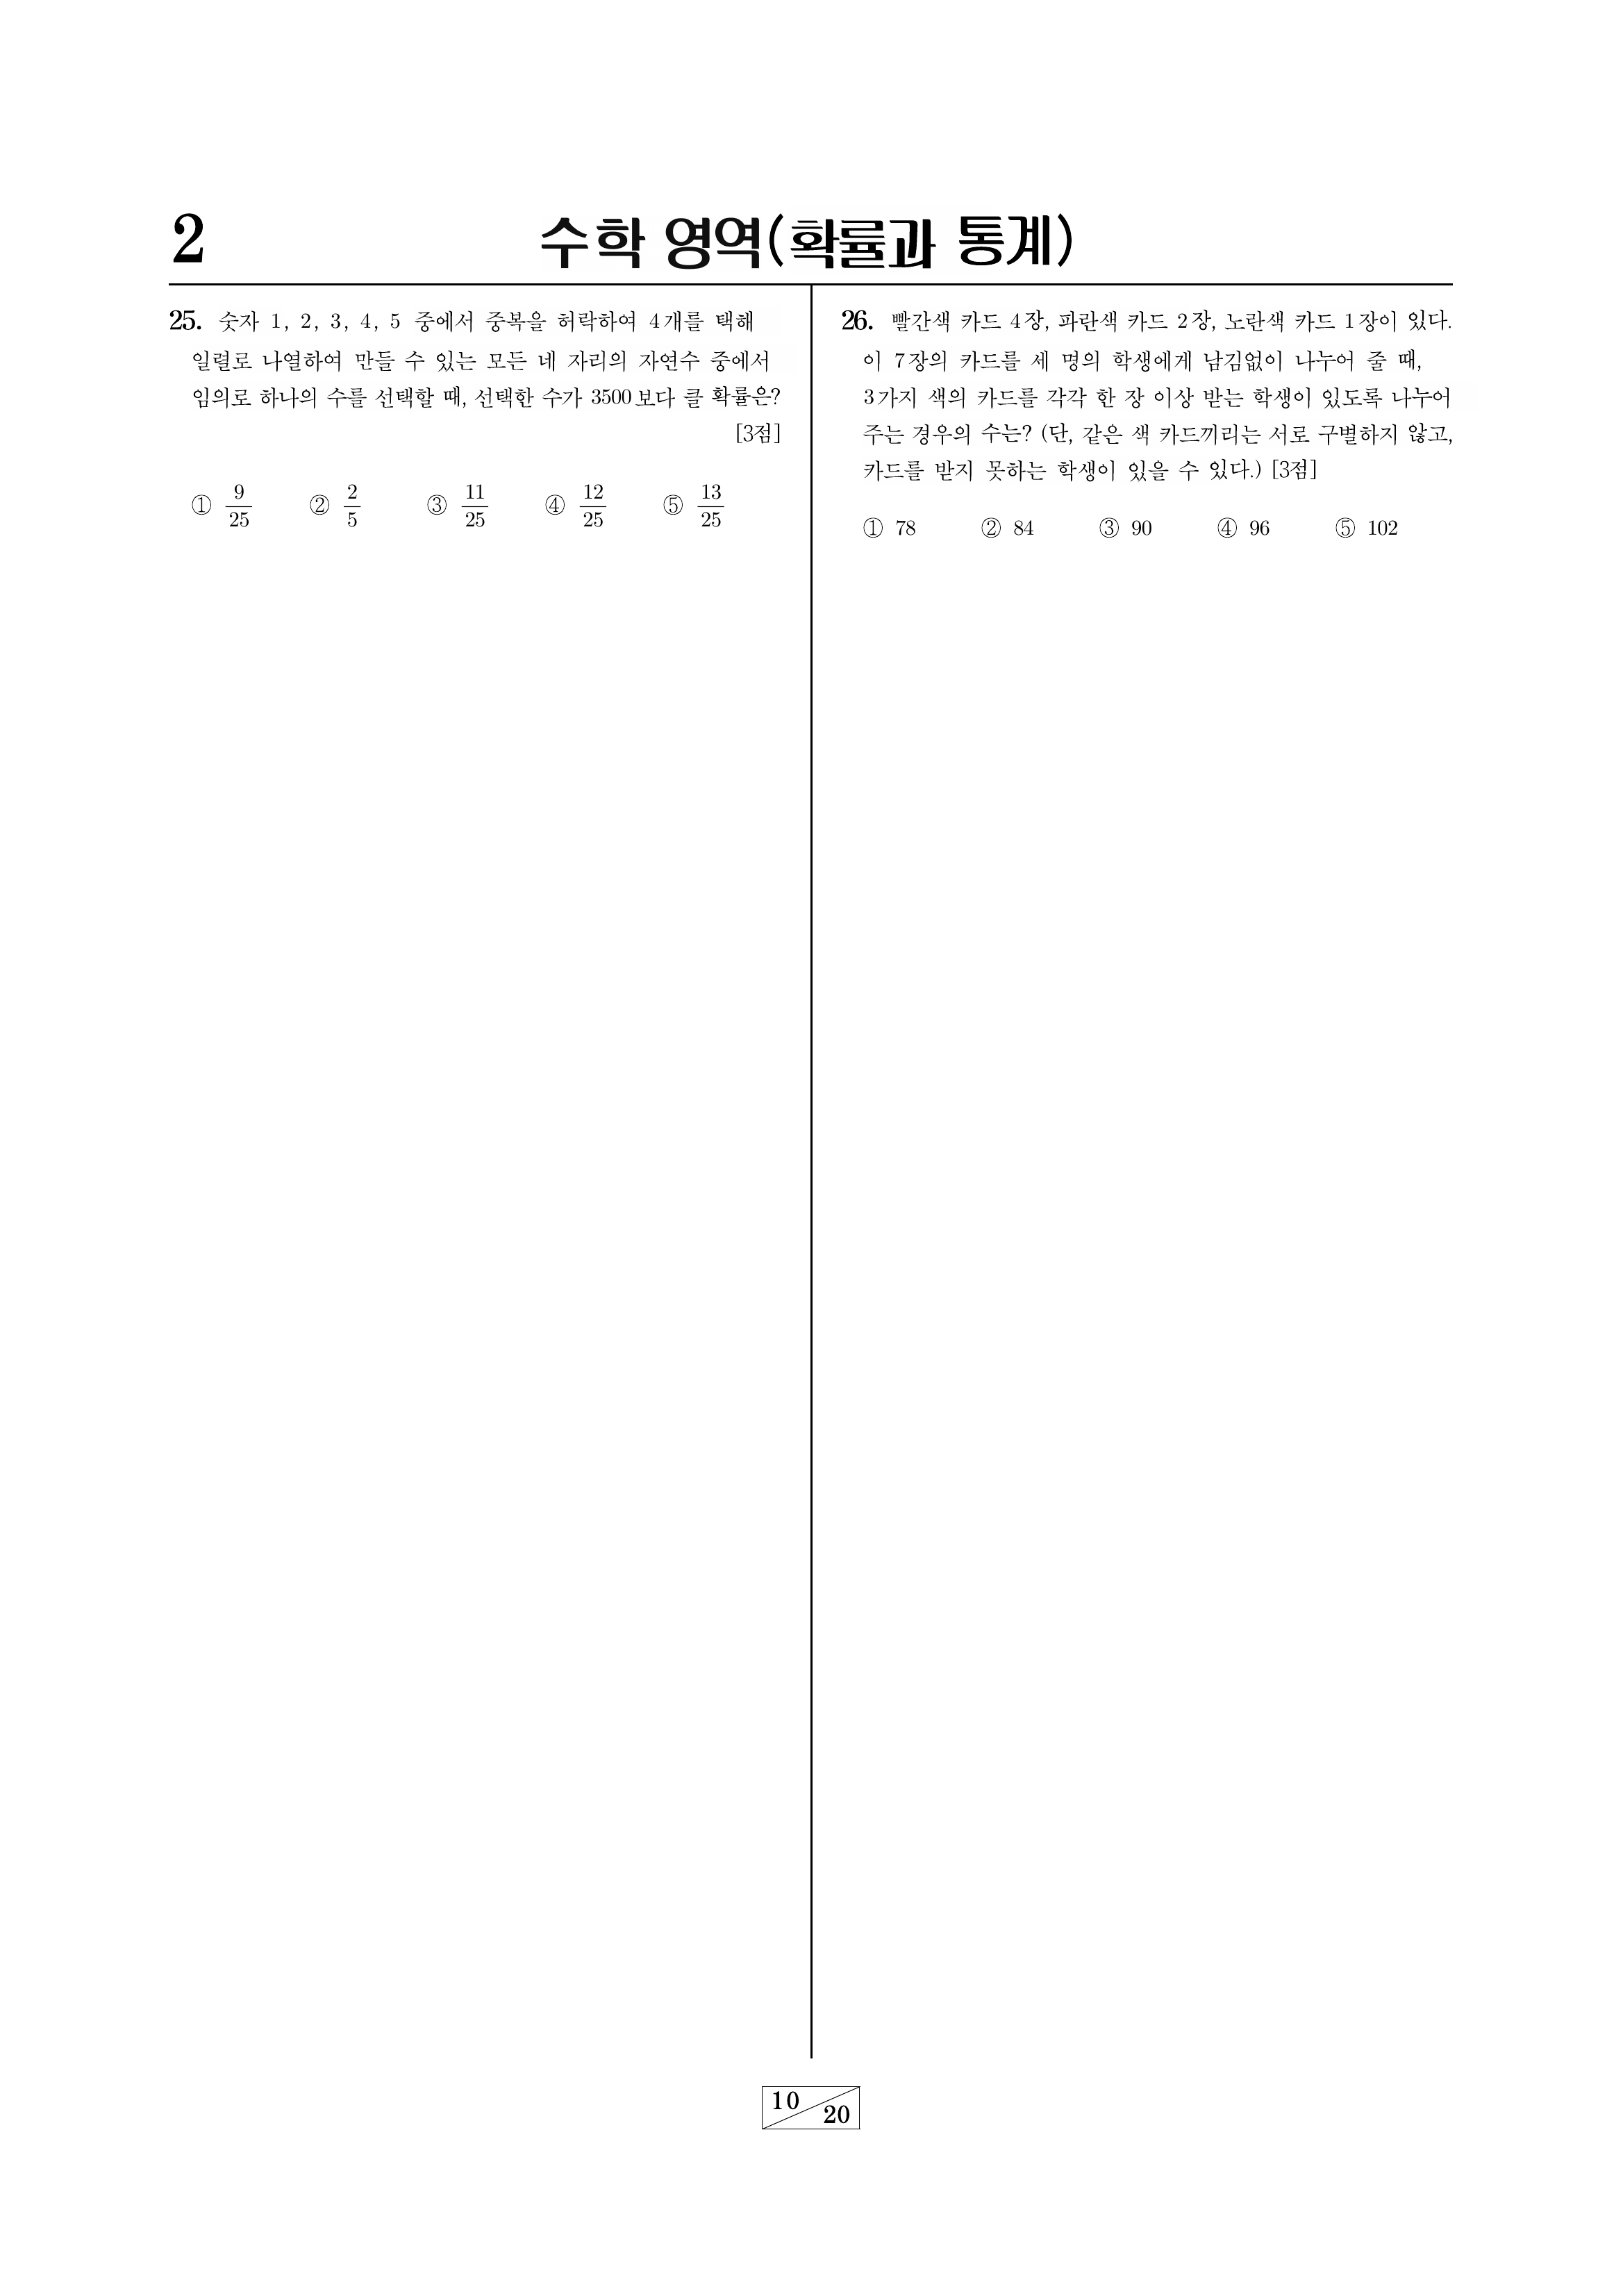 2
수학 영역(확률과 통계)
25. 숫자 1, 2, 3, 4, 5 중에서 중복을 허락하여 4개를 택해
일렬로 나열하여 만들 수 있는 모든 네 자리의 자연수 중에서
임의로 하나의 수를 선택할 때, 선택한 수가 3500보다 클 확률은?
[3점]
① 9/25 ② 2/5 ③ 11/25 ④ 12/25 ⑤ 13/25
26. 빨간색 카드 4장, 파란색 카드 2장, 노란색 카드 1장이 있다.
이 7장의 카드를 세 명의 학생에게 남김없이 나누어 줄 때,
3가지 색의 카드를 각각 한 장 이상 받는 학생이 있도록 나누어
주는 경우의 수는? (단, 같은 색 카드끼리는 서로 구별하지 않고,
카드를 받지 못하는 학생이 있을 수 있다.) [3점]
① 78 ② 84 ③ 90 ④ 96 ⑤ 102
10
20